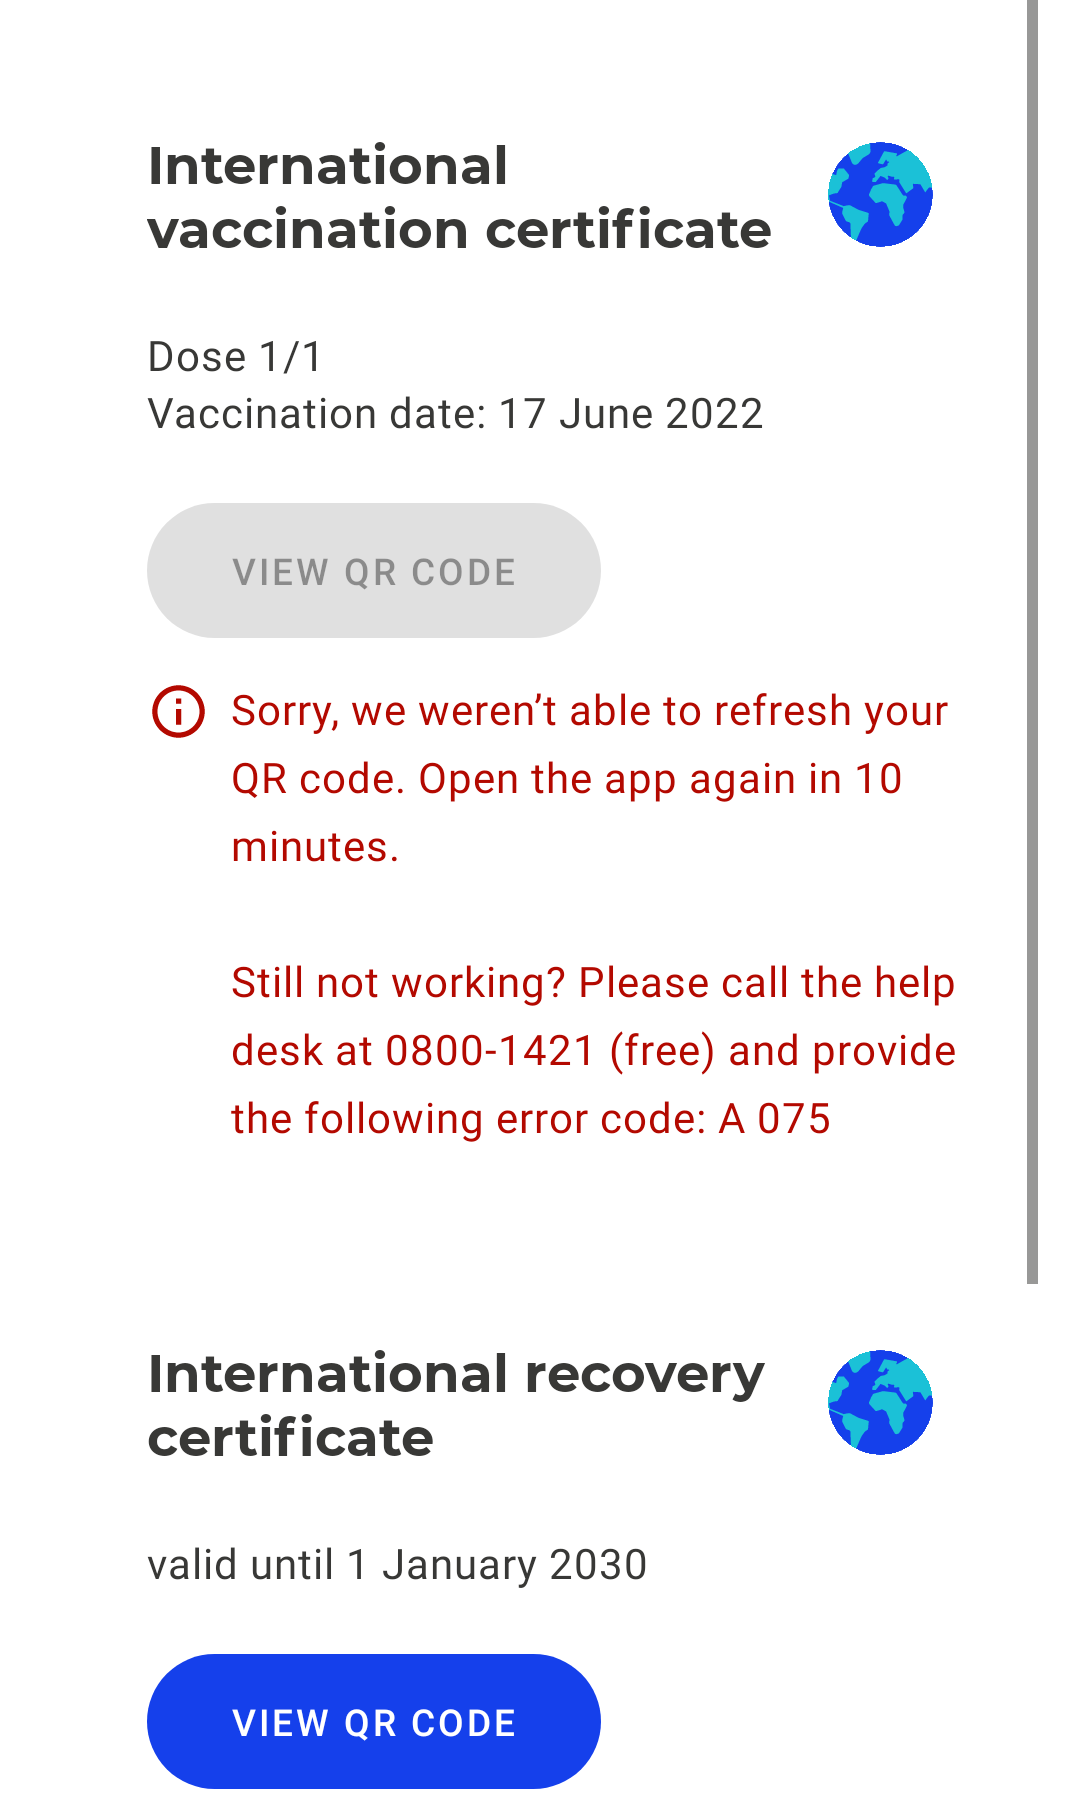 International
vaccination certificate
Dose 1/1
Vaccination date: 17 June 2022
VIEW QR CODE
Sorry, we weren’t able to refresh your
QR code. Open the app again in 10
minutes.
Still not working? Please call the help
desk at 0800-1421 (free) and provide
the following error code: A 075
International recovery
certificate
valid until 1 January 2030
VIEW QR CODE